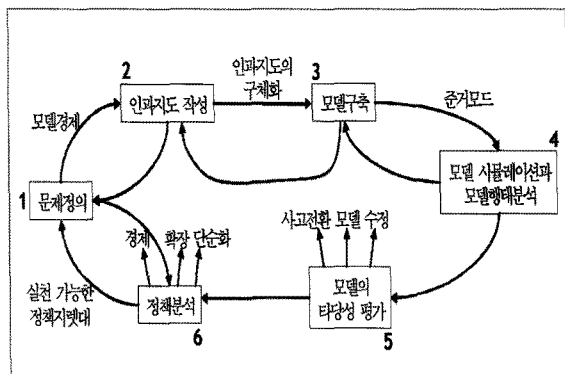 2
인과지도 작성
인과지도의
구체화
3
모델구축
준거모드
모델경제
4
모델 시뮬레이션과
모델행태분석
1
문제정의
경제
확장
단순화
사고전환
모델 수정
실천 가능한
정책지렛대
정책분석
6
모델의
타당성 평가
5